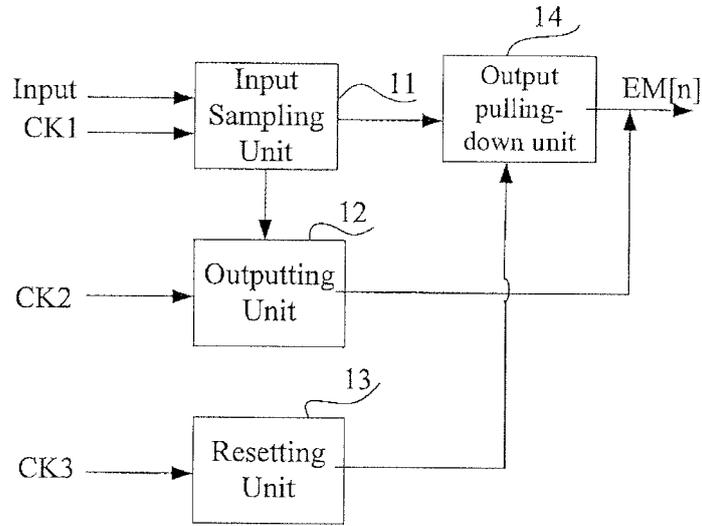 14
Input
CK1
Input
Sampling
Unit
11
Output
pulling-
down unit
EM[n]
12
CK2
Outputting
Unit
13
CK3
Resetting
Unit